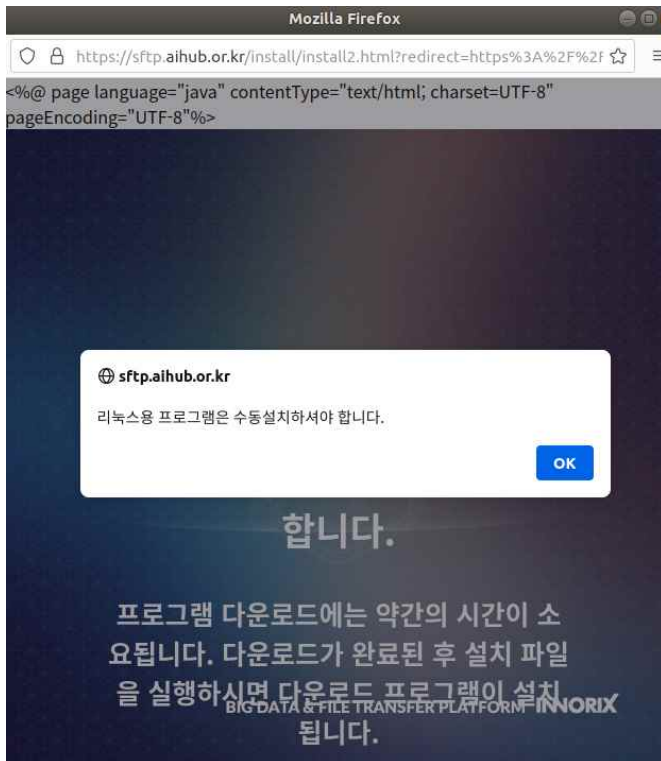 Mozilla Firefox
https://sftp.aihub.or.kr/install/install2.html?redirect=https%3A%2F%2F
<%@ page language="java" contentType="text/html; charset=UTF-8"
pageEncoding="UTF-8"%>
sftp.aihub.or.kr
리눅스용 프로그램은 수동설치하셔야 합니다.
OK
합니다.
프로그램 다운로드에는 약간의 시간이 소
요됩니다. 다운로드가 완료된 후 설치 파일
을 실행하시면 다운로드 프로그램이 설치
BIG DATA & FILE TRANSFER PLATFORM INNORIX
됩니다.